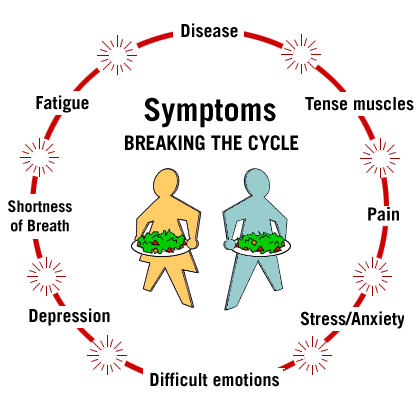 Disease
Tense muscles
Pain
Stress/Anxiety
Difficult emotions
Depression
Shortness
of Breath
Fatigue
Symptoms
BREAKING THE CYCLE